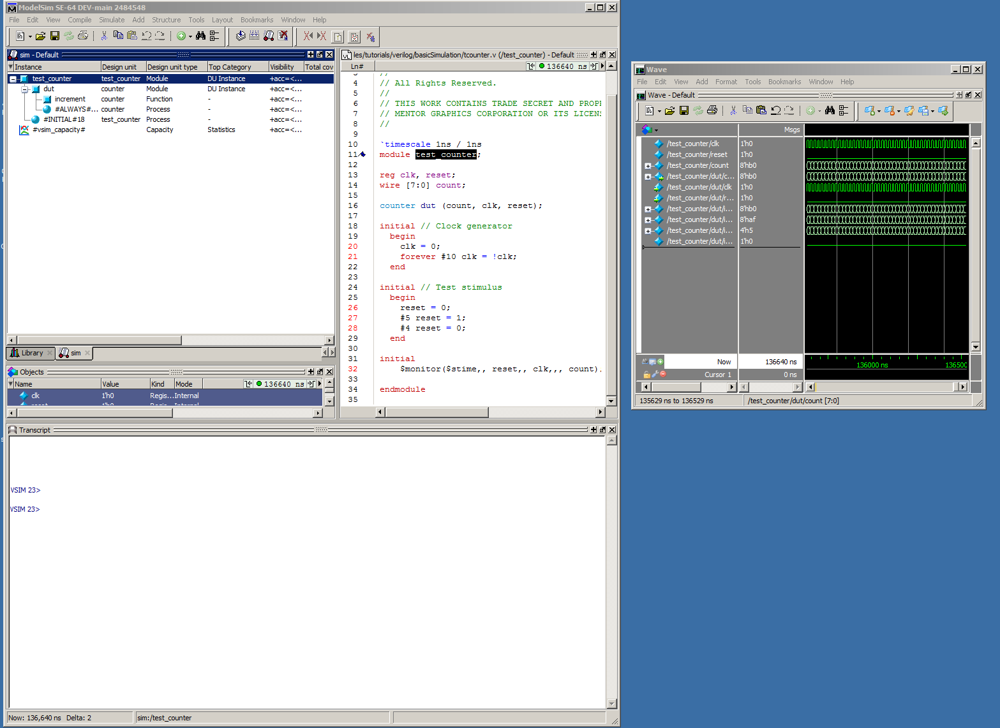 ModelSim SE-64 DEV-main 2484548
File Edit View Compile Simulate Add Structure Tools Layout Bookmarks Window Help
sim - Default
Instance Design unit Design unit type Top Category Visibility Total cov
test_counter test_counter Module DU Instance +acc=<...
dut counter Module DU Instance +acc=<...
increment counter Function - +acc=<...
#ALWAYS#... counter Process - +acc=<...
#INITIAL#18 test_counter Process - +acc=<...
#vsim_capacity# Capacity Statistics +acc=<...
Library sim
Objects
Name Value Kind Mode 136640 ns
clk 1'h0 Regis... Internal
reset 1'h0 Regis... Internal
les/tutorials/verilog/basicSimulation/tcounter.v (/test_counter) - Default
Ln# 136640 ns
3 //
4 // All Rights Reserved.
5 //
6 // THIS WORK CONTAINS TRADE SECRET AND PROP
7 // MENTOR GRAPHICS CORPORATION OR ITS LICENS
8 //
9
10 `timescale 1ns / 1ns
11 module test_counter;
12
13 reg clk, reset;
14 wire [7:0] count;
15
16 counter dut (count, clk, reset);
17
18 initial // Clock generator
19 begin
20 clk = 0;
21 forever #10 clk = !clk;
22 end
23
24 initial // Test stimulus
25 begin
26 reset = 0;
27 #5 reset = 1;
28 #4 reset = 0;
29 end
30
31 initial
32 $monitor($stime,, reset,, clk,,, count).
33
34 endmodule
35
Transcript
VSIM 23>
VSIM 23>
Now: 136,640 ns Delta: 2 sim:/test_counter
Wave
File Edit View Add Format Tools Bookmarks Window Help
Wave - Default
Msgs
/test_counter/clk 1'h0
/test_counter/reset 1'h0
/test_counter/count 8'hb0
/test_counter/dut/c... 8'hb0
/test_counter/dut/clk 1'h0
/test_counter/dut/r... 1'h0
/test_counter/dut/i... 8'hb0
/test_counter/dut/i... 8'haf
/test_counter/dut/i... 4'h5
/test_counter/dut/i... 1'h0
Now 136640 ns 136000 ns 136500
Cursor 1 0 ns
135629 ns to 136529 ns /test_counter/dut/count [7:0]